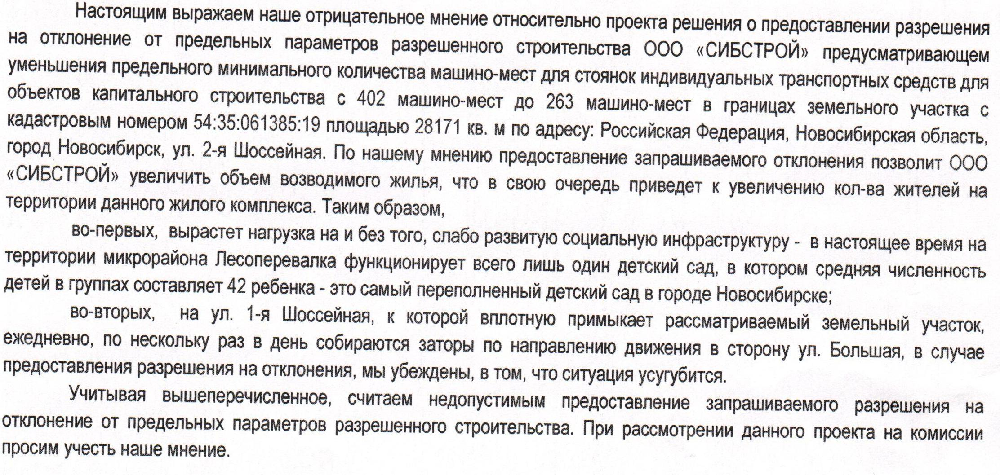 Настоящим выражаем наше отрицательное мнение относительно проекта решения о предоставлении разрешения
на отклонение от предельных параметров разрешенного строительства ООО «СИБСТРОЙ» предусматривающем
уменьшения предельного минимального количества машино-мест для стоянок индивидуальных транспортных средств для
объектов капитального строительства с 402 машино-мест до 263 машино-мест в границах земельного участка с
кадастровым номером 54:35:061385:19 площадью 28171 кв. м по адресу: Российская Федерация, Новосибирская область,
город Новосибирск, ул. 2-я Шоссейная. По нашему мнению предоставление запрашиваемого отклонения позволит ООО
«СИБСТРОЙ» увеличить объем возводимого жилья, что в свою очередь приведет к увеличению кол-ва жителей на
территории данного жилого комплекса. Таким образом,
во-первых, вырастет нагрузка на и без того, слабо развитую социальную инфраструктуру - в настоящее время на
территории микрорайона Лесоперевалка функционирует всего лишь один детский сад, в котором средняя численность
детей в группах составляет 42 ребенка - это самый переполненный детский сад в городе Новосибирске;
во-вторых, на ул. 1-я Шоссейная, к которой вплотную примыкает рассматриваемый земельный участок,
ежедневно, по нескольку раз в день собираются заторы по направлению движения в сторону ул. Большая, в случае
предоставления разрешения на отклонения, мы убеждены, в том, что ситуация усугубится.
Учитывая вышеперечисленное, считаем недопустимым предоставление запрашиваемого разрешения на
отклонение от предельных параметров разрешенного строительства. При рассмотрении данного проекта на комиссии
просим учесть наше мнение.